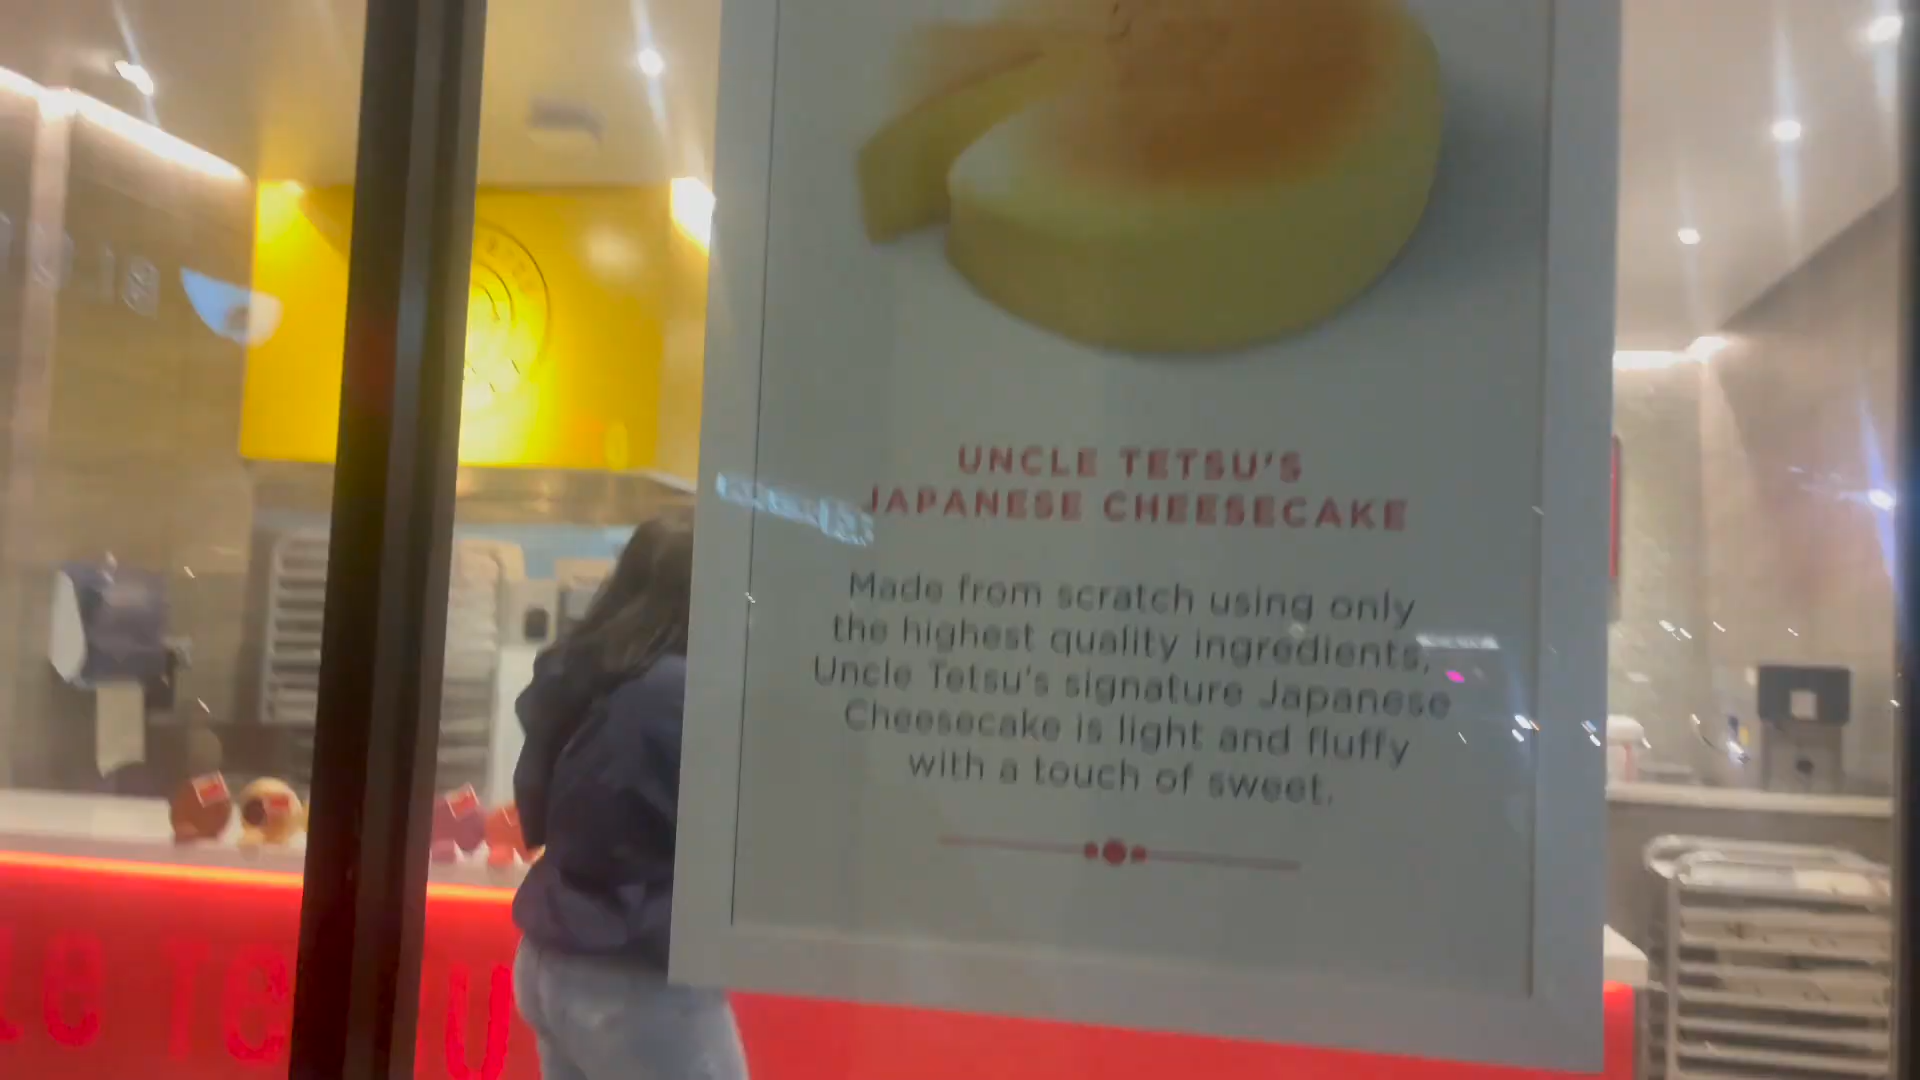 UNCLE TETSU'S
JAPANESE CHEESECAKE
Made from scratch using only
the highest quality ingredients,
Uncle Tetsu's signature Japanese
Cheesecake is light and fluffy
with a touch of sweet.